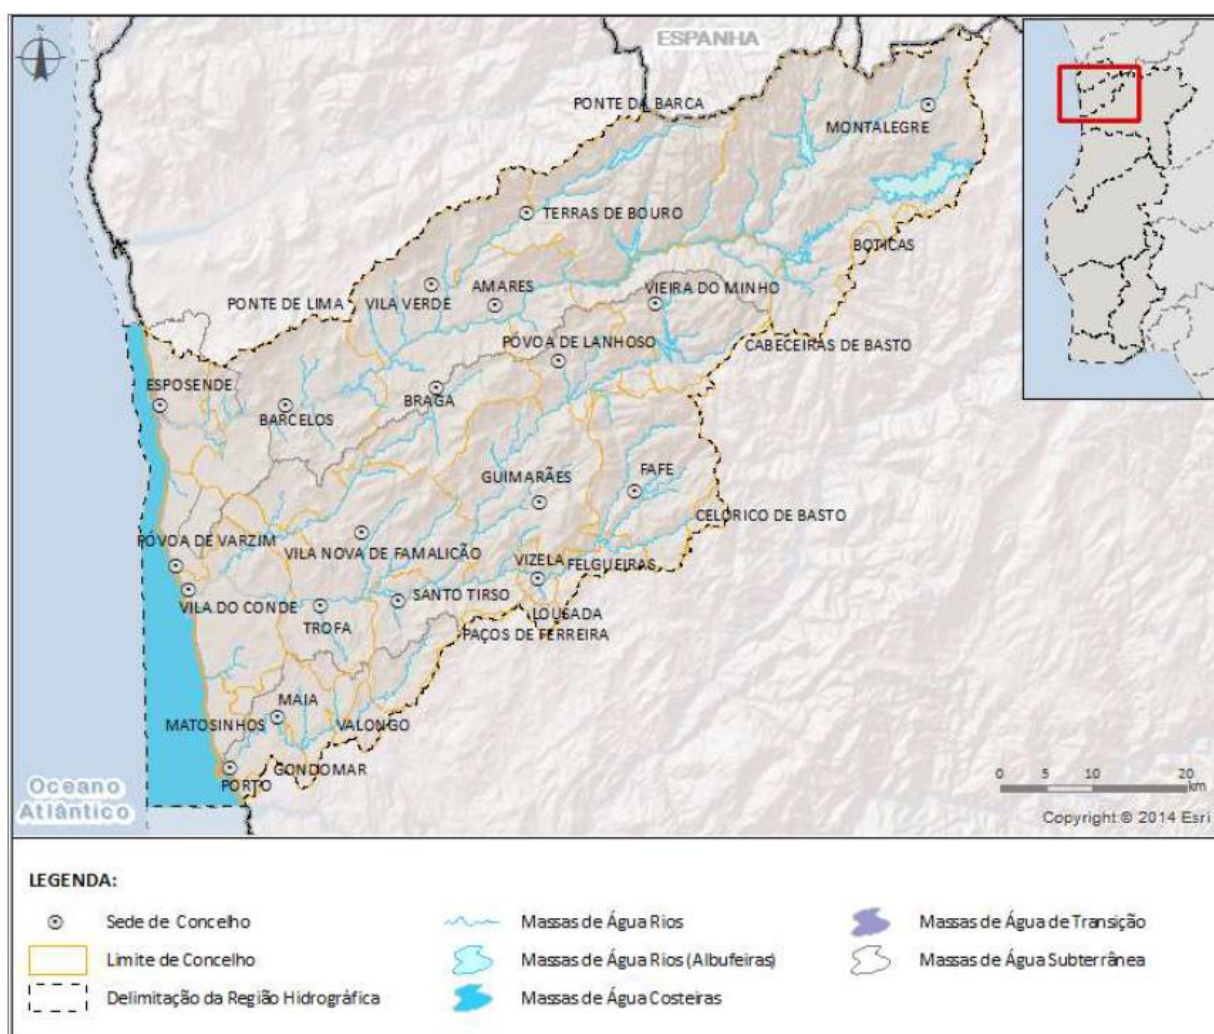 N
ESPANHA
PONTE DA BARCA
MONTALEGRE
TERRAS DE BOURO
BOTICAS
AMARES
PONTE DE LIMA
VILA VERDE
VIEIRA DO MINHO
PÓVOA DE LANHOSO
CABECEIRAS DE BASTO
ESPOSENDE
BRAGA
BARCELOS
GUIMARÃES
FAFE
CELORICO DE BASTO
PÓVOA DE VARZIM
VILA NOVA DE FAMALICÃO
VIZELA
FELGUEIRAS
SANTO TIRSO
VILA DO CONDE
LOUSADA
TROFA
PAÇOS DE FERREIRA
MAIA
MATOSINHOS
VALONGO
GONDOMAR
PORTO
Oceano
Atlântico
0 5 10 20
km
Copyright © 2014 Esri
LEGENDA:
Sede de Concelho
Massas de Água Rios
Massas de Água de Transição
Limite de Concelho
Massas de Água Rios (Albufeiras)
Massas de Água Subterrânea
Delimitação da Região Hidrográfica
Massas de Água Costeiras